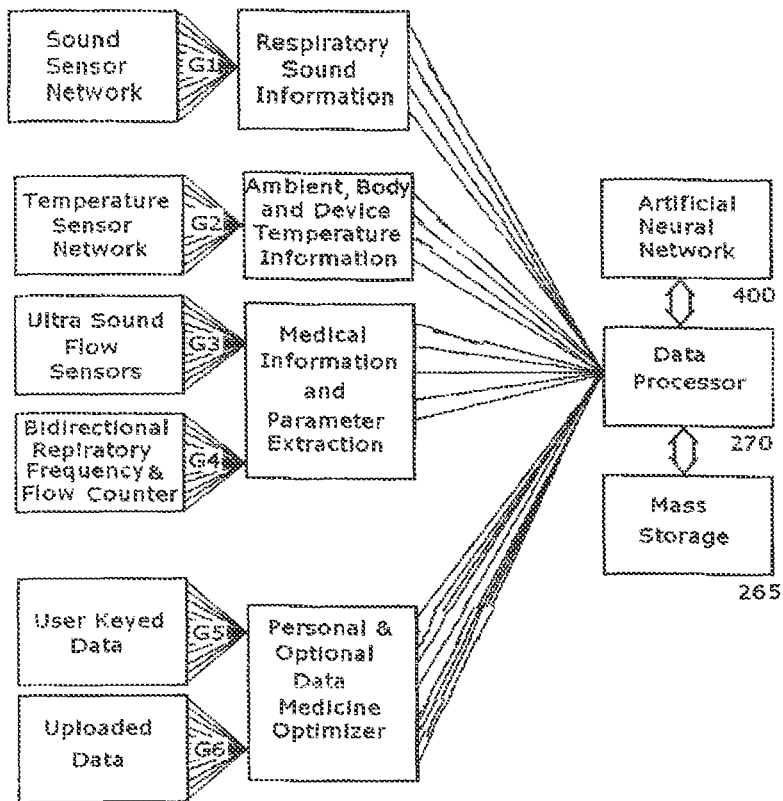 Sound
Sensor
Network
G1
Respiratory
Sound
Information
Temperature
Sensor
Network
G2
Ambient, Body
and Device
Temperature
Information
Ultra Sound
Flow
Sensors
G3
Bidirectional
Repiratory
Frequency &
Flow Counter
G4
Medical
Information
and
Parameter
Extraction
User Keyed
Data
G5
Uploaded
Data
G6
Personal &
Optional
Data
Medicine
Optimizer
Artificial
Neural
Network
400
Data
Processor
270
Mass
Storage
265